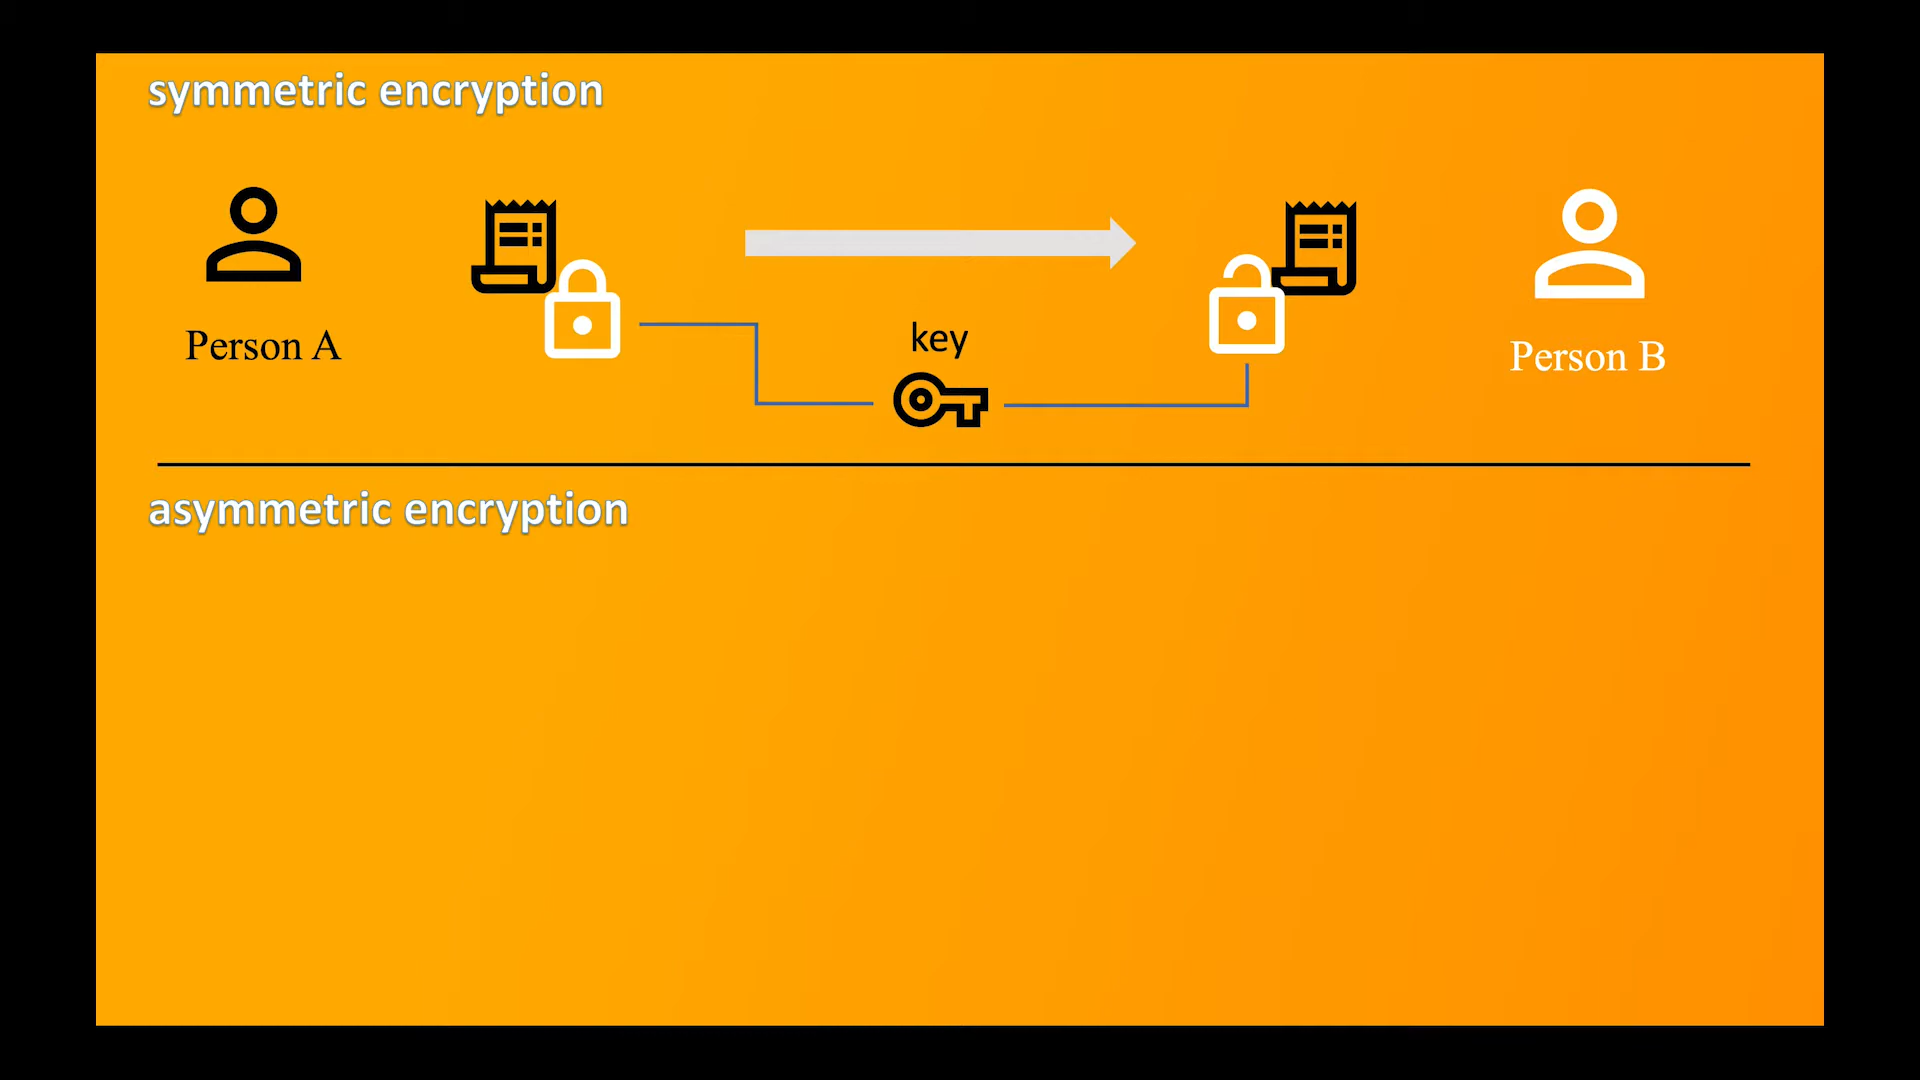 symmetric encryption
key
Person A
Person B
asymmetric encryption